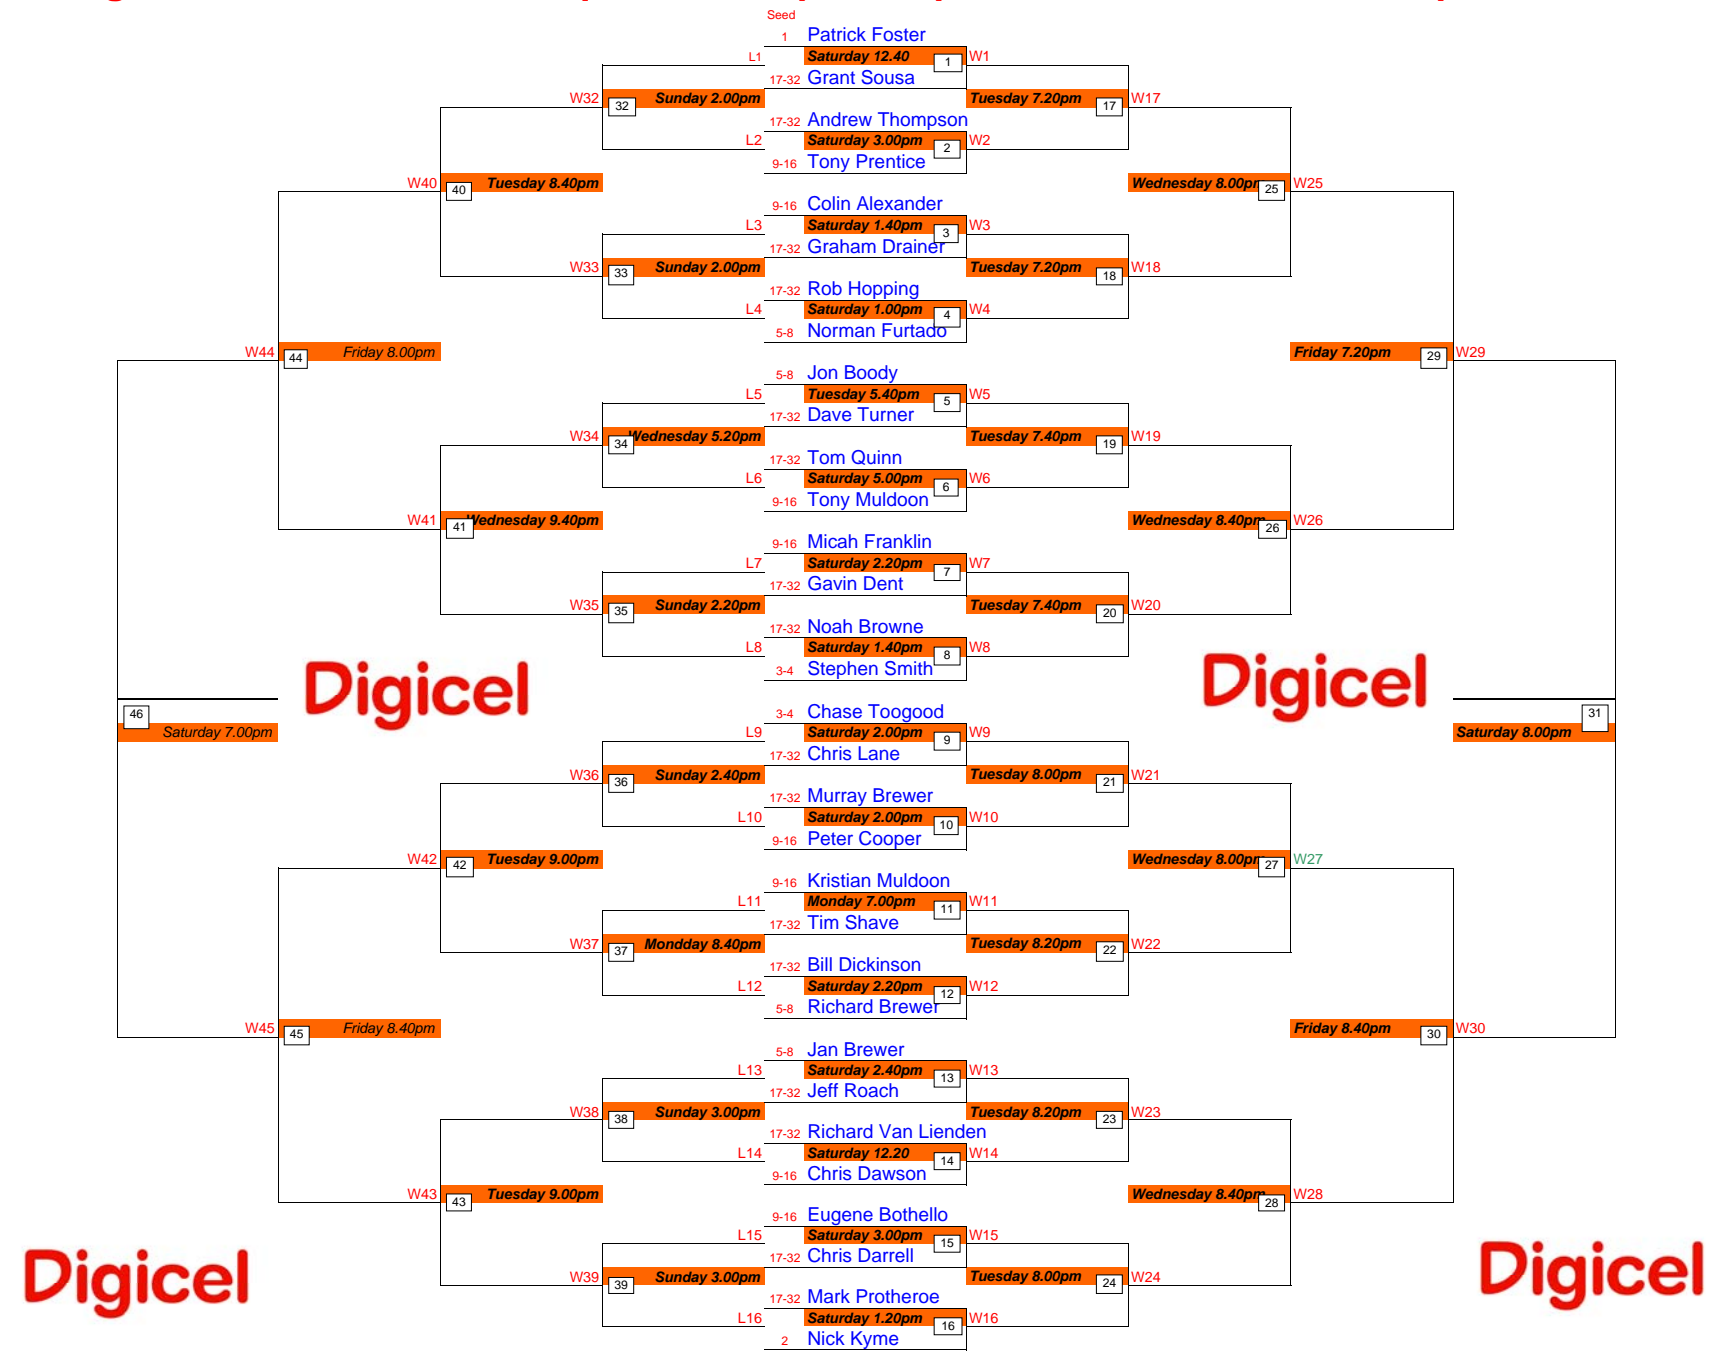 Seed
1 Patrick Foster
L1 Saturday 12.40 1 W1
17-32 Grant Sousa
W32 32 Sunday 2.00pm Tuesday 7.20pm 17 W17
17-32 Andrew Thompson
L2 Saturday 3.00pm 2 W2
9-16 Tony Prentice
W40 40 Tuesday 8.40pm Wednesday 8.00pm 25 W25
9-16 Colin Alexander
L3 Saturday 1.40pm 3 W3
17-32 Graham Drainer
W33 33 Sunday 2.00pm Tuesday 7.20pm 18 W18
17-32 Rob Hopping
L4 Saturday 1.00pm 4 W4
5-8 Norman Furtado
W44 44 Friday 8.00pm Friday 7.20pm 29 W29
5-8 Jon Boody
L5 Tuesday 5.40pm 5 W5
17-32 Dave Turner
W34 34 Wednesday 5.20pm Tuesday 7.40pm 19 W19
17-32 Tom Quinn
L6 Saturday 5.00pm 6 W6
9-16 Tony Muldoon
W41 41 Wednesday 9.40pm Wednesday 8.40pm 26 W26
9-16 Micah Franklin
L7 Saturday 2.20pm 7 W7
17-32 Gavin Dent
W35 35 Sunday 2.20pm Tuesday 7.40pm 20 W20
17-32 Noah Browne
L8 Saturday 1.40pm 8 W8
3-4 Stephen Smith
Digicel Digicel
3-4 Chase Toogood
46 31
Saturday 7.00pm L9 Saturday 2.00pm 9 W9 Saturday 8.00pm
17-32 Chris Lane
W36 36 Sunday 2.40pm Tuesday 8.00pm 21 W21
17-32 Murray Brewer
L10 Saturday 2.00pm 10 W10
9-16 Peter Cooper
W42 42 Tuesday 9.00pm Wednesday 8.00pm 27 W27
9-16 Kristian Muldoon
L11 Monday 7.00pm 11 W11
17-32 Tim Shave
W37 37 Mondday 8.40pm Tuesday 8.20pm 22 W22
17-32 Bill Dickinson
L12 Saturday 2.20pm 12 W12
5-8 Richard Brewer
W45 45 Friday 8.40pm Friday 8.40pm 30 W30
5-8 Jan Brewer
L13 Saturday 2.40pm 13 W13
17-32 Jeff Roach
W38 38 Sunday 3.00pm Tuesday 8.20pm 23 W23
17-32 Richard Van Lienden
L14 Saturday 12.20 14 W14
9-16 Chris Dawson
W43 43 Tuesday 9.00pm Wednesday 8.40pm 28 W28
9-16 Eugene Bothello
L15 Saturday 3.00pm 15 W15
17-32 Chris Darrell
W39 39 Sunday 3.00pm Tuesday 8.00pm 24 W24
Digicel Digicel
17-32 Mark Protheroe
L16 Saturday 1.20pm 16 W16
2 Nick Kyme